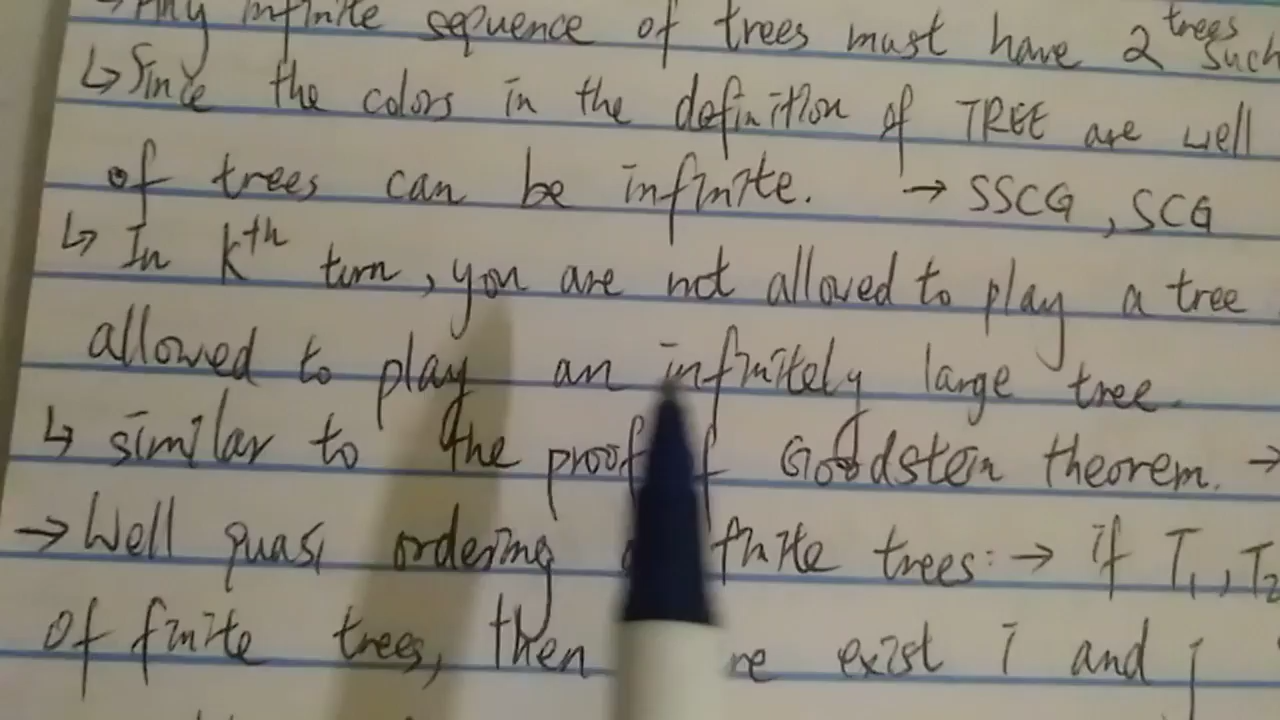 → Any infinite sequence of trees must have 2 trees such
↳ Since the colors in the definition of TREE are well
of trees can be infinite. → SSCG, SCG
↳ In kth turn, you are not allowed to play a tree
allowed to play an infinitely large tree.
↳ similar to the proof of Goodstein theorem. →
→ Well quasi ordering finite trees: → if T1, T2
of finite trees, then exist i and j